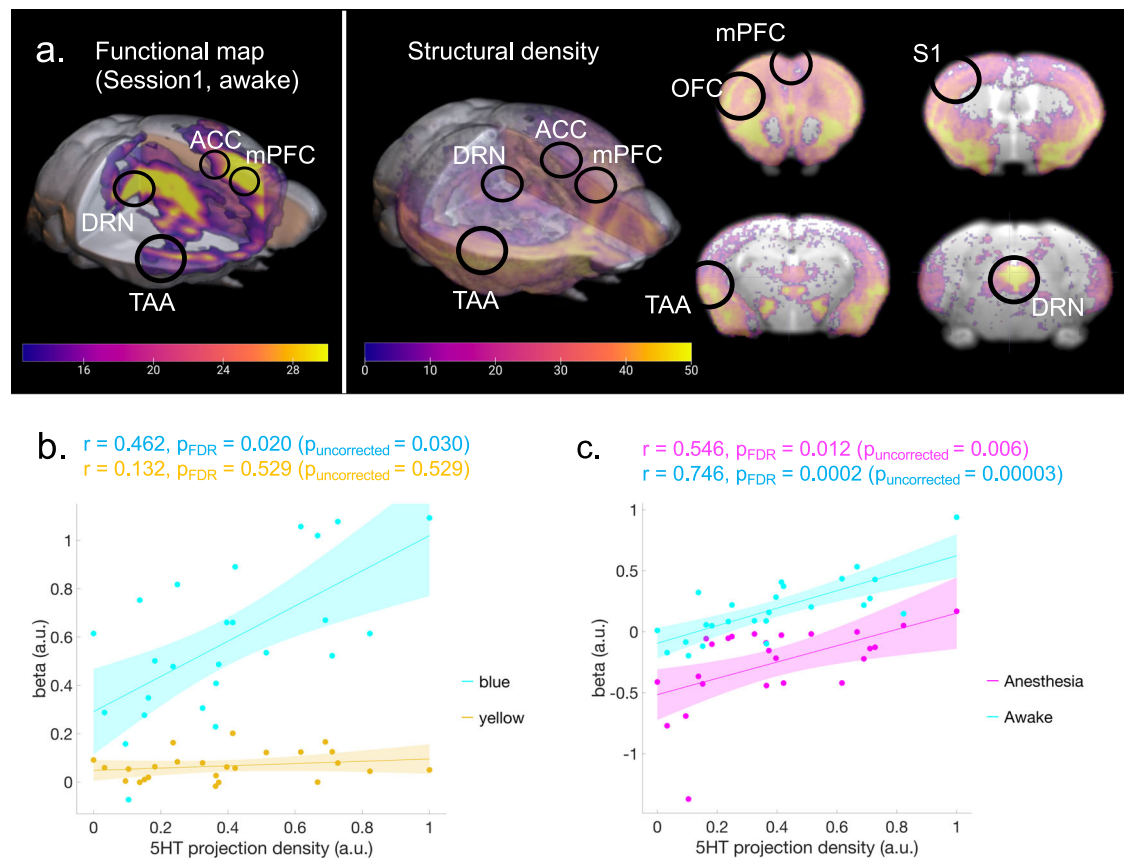 a.
Functional map
(Session1, awake)
ACC
mPFC
DRN
TAA
16
20
24
28
Structural density
ACC
DRN
mPFC
TAA
0
10
20
30
40
50
mPFC
OFC
S1
TAA
DRN
b.
r = 0.462, pFDR = 0.020 (puncorrected = 0.030)
r = 0.132, pFDR = 0.529 (puncorrected = 0.529)
1
0.8
0.6
0.4
0.2
0
beta (a.u.)
0
0.2
0.4
0.6
0.8
1
5HT projection density (a.u.)
blue
yellow
c.
r = 0.546, pFDR = 0.012 (puncorrected = 0.006)
r = 0.746, pFDR = 0.0002 (puncorrected = 0.00003)
1
0.5
0
-0.5
-1
beta (a.u.)
0
0.2
0.4
0.6
0.8
1
5HT projection density (a.u.)
Anesthesia
Awake